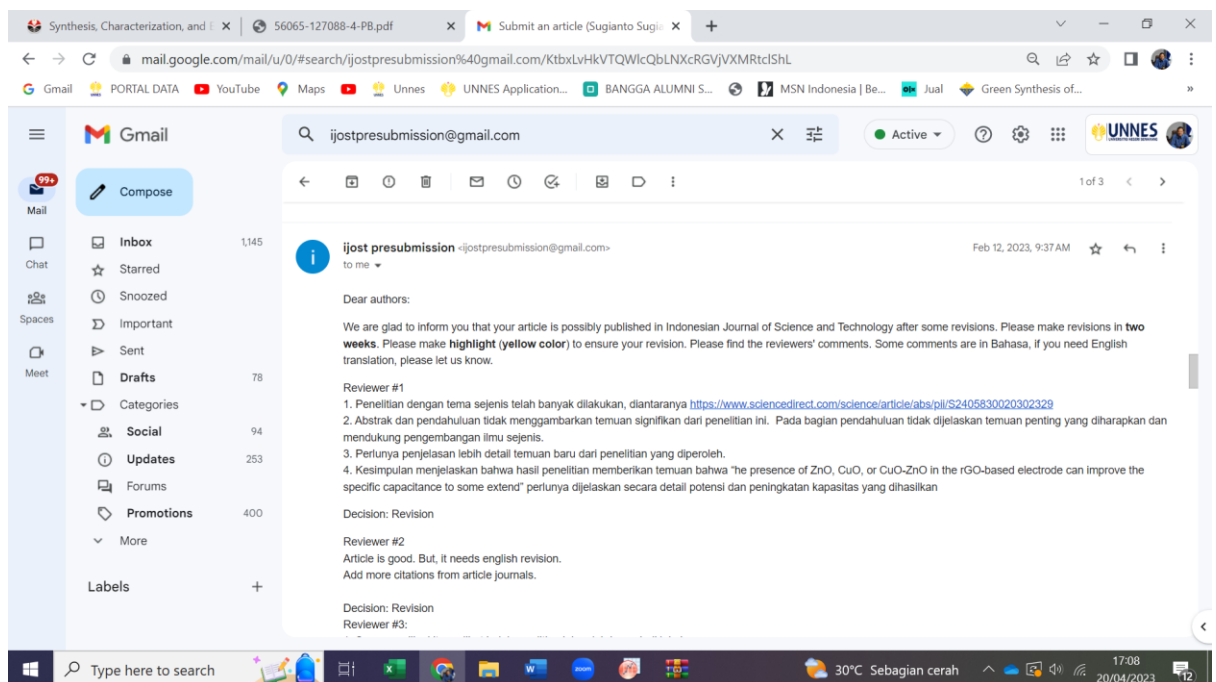 Synthesis, Characterization, and E
56065-127088-4-PB.pdf
Submit an article (Sugianto Sugia
mail.google.com/mail/u/0/#search/ijostpresubmission%40gmail.com/KtbxLvHkVTQWlcQbLNXcRGVjVXMRtclShL
Gmail
PORTAL DATA
YouTube
Maps
Unnes
UNNES Application...
BANGGA ALUMNI S...
MSN Indonesia | Be...
Jual
Green Synthesis of...
»
Gmail
ijostpresubmission@gmail.com
Active
UNNES
99+
Mail
Chat
Spaces
Meet
Compose
Inbox 1,145
Starred
Snoozed
Important
Sent
Drafts 78
Categories
Social 94
Updates 253
Forums
Promotions 400
More
Labels
1 of 3
i
ijost presubmission <ijostpresubmission@gmail.com>
Feb 12, 2023, 9:37 AM
to me
Dear authors:
We are glad to inform you that your article is possibly published in Indonesian Journal of Science and Technology after some revisions. Please make revisions in two
weeks. Please make highlight (yellow color) to ensure your revision. Please find the reviewers' comments. Some comments are in Bahasa, if you need English
translation, please let us know.
Reviewer #1
1. Penelitian dengan tema sejenis telah banyak dilakukan, diantaranya https://www.sciencedirect.com/science/article/abs/pii/S2405830020302329
2. Abstrak dan pendahuluan tidak menggambarkan temuan signifikan dari penelitian ini. Pada bagian pendahuluan tidak dijelaskan temuan penting yang diharapkan dan
mendukung pengembangan ilmu sejenis.
3. Perlunya penjelasan lebih detail temuan baru dari penelitian yang diperoleh.
4. Kesimpulan menjelaskan bahwa hasil penelitian memberikan temuan bahwa "he presence of ZnO, CuO, or CuO-ZnO in the rGO-based electrode can improve the
specific capacitance to some extend" perlunya dijelaskan secara detail potensi dan peningkatan kapasitas yang dihasilkan
Decision: Revision
Reviewer #2
Article is good. But, it needs english revision.
Add more citations from article journals.
Decision: Revision
Reviewer #3:
Type here to search
30°C Sebagian cerah
17:08
20/04/2023
12